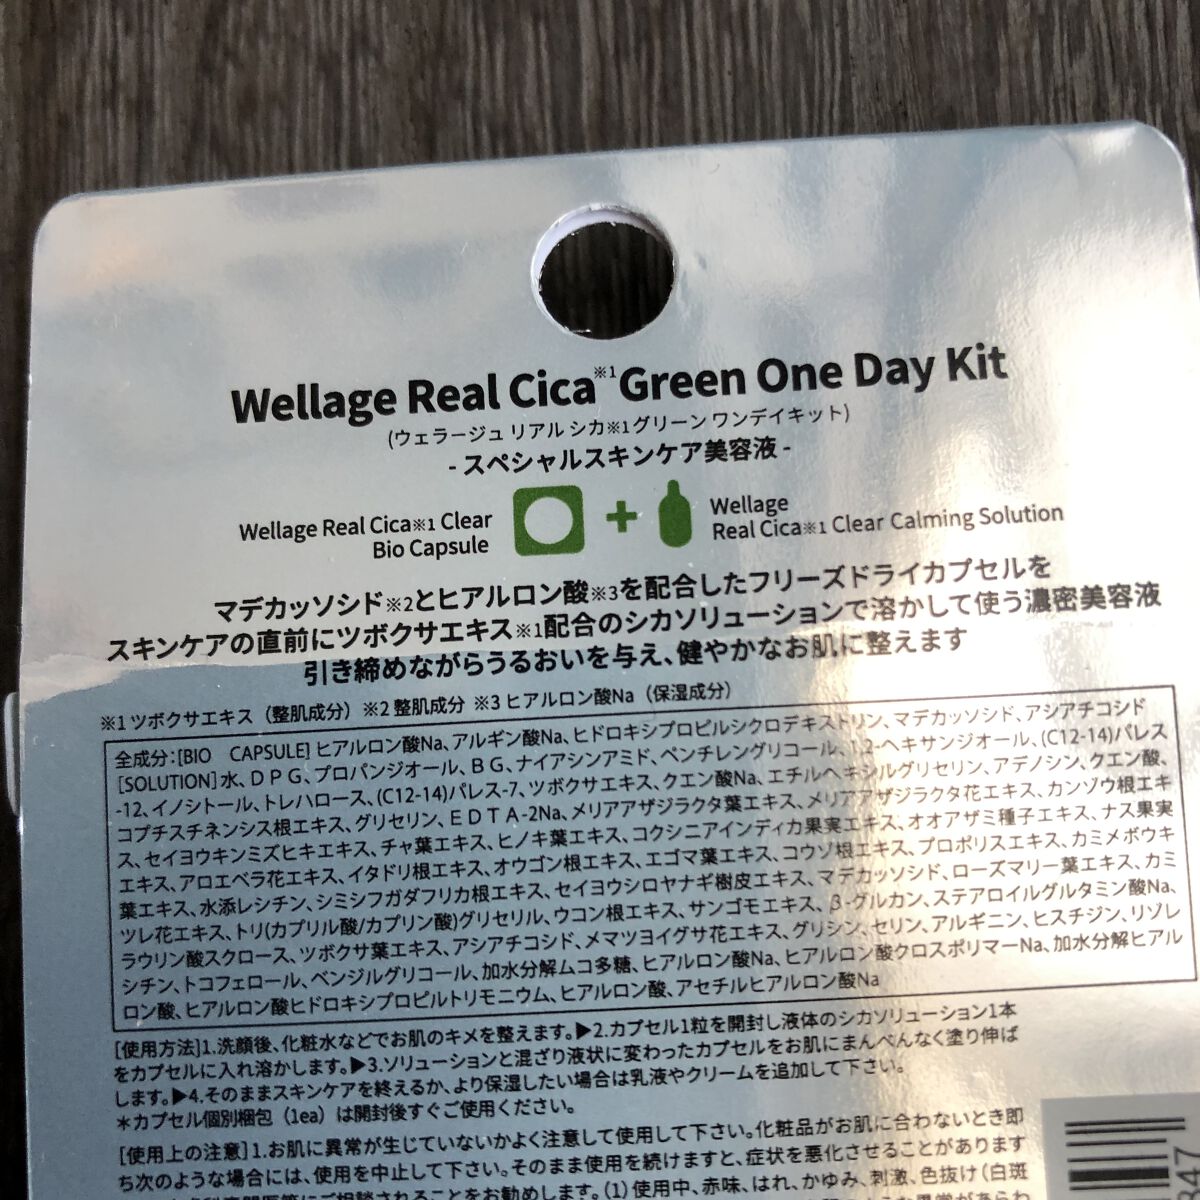 Wellage Real Cica※1Green One Day Kit
(ウェラージュ リアル シカ※1グリーン ワンデイキット)
- スペシャルスキンケア美容液 -
Wellage Real Cica※1 Clear
Bio Capsule
+
Wellage
Real Cica※1 Clear Calming Solution
マデカッソシド※2とヒアルロン酸※3を配合したフリーズドライカプセルを
スキンケアの直前にツボクサエキス※1配合のシカソリューションで溶かして使う濃密美容液
引き締めながらうるおいを与え、健やかなお肌に整えます
※1 ツボクサエキス（整肌成分）※2 整肌成分 ※3 ヒアルロン酸Na（保湿成分）
全成分:[BIO CAPSULE] ヒアルロン酸Na、アルギン酸Na、ヒドロキシプロピルシクロデキストリン、マデカッソシド、アシアチコシド
[SOLUTION] 水、DPG、プロパンジオール、BG、ナイアシンアミド、ペンチレングリコール、1,2-ヘキサンジオール、(C12-14)パレス
-12、イノシトール、トレハロース、(C12-14)パレス-7、ツボクサエキス、クエン酸Na、エチルヘキシルグリセリン、アデノシン、クエン酸、
コプチスチネンシス根エキス、グリセリン、EDTA-2Na、メリアアザジラクタ葉エキス、メリアアザジラクタ花エキス、カンゾウ根エキ
ス、セイヨウキンミズヒキエキス、チャ葉エキス、ヒノキ葉エキス、コクシニアインディカ果実エキス、オオアザミ種子エキス、ナス果実
エキス、アロエベラ花エキス、イタドリ根エキス、オウゴン根エキス、エゴマ葉エキス、コウゾ根エキス、プロポリスエキス、カミメボウキ
葉エキス、水添レシチン、シミシフガダフリカ根エキス、セイヨウシロヤナギ樹皮エキス、マデカッソシド、ローズマリー葉エキス、カミ
ツレ花エキス、トリ(カプリル酸/カプリン酸)グリセリル、ウコン根エキス、サンゴモエキス、β-グルカン、ステアロイルグルタミン酸Na、
ラウリン酸スクロース、ツボクサ葉エキス、アシアチコシド、メマツヨイグサ花エキス、グリシン、セリン、アルギニン、ヒスチジン、リゾレ
シチン、トコフェロール、ベンジルグリコール、加水分解ムコ多糖、ヒアルロン酸Na、ヒアルロン酸クロスポリマーNa、加水分解ヒアル
ロン酸、ヒアルロン酸ヒドロキシプロピルトリモニウム、ヒアルロン酸、アセチルヒアルロン酸Na
[使用方法]1.洗顔後、化粧水などでお肌のキメを整えます。▶2.カプセル1粒を開封し液体のシカソリューション1本
をカプセルに入れ溶かします。▶3.ソリューションと混ざり液状に変わったカプセルをお肌にまんべんなく塗り伸ば
します。▶4.そのままスキンケアを終えるか、より保湿したい場合は乳液やクリームを追加して下さい。
＊カプセル個別梱包（1ea）は開封後すぐご使用ください。
[使用上の注意]1.お肌に異常が生じていないかよく注意して使用して下さい。化粧品がお肌に合わないとき即
ち次のような場合には、使用を中止して下さい。そのまま使用を続けますと、症状を悪化させることがあります
(1) 使用中、赤味、はれ、かゆみ、刺激、色抜け（白斑